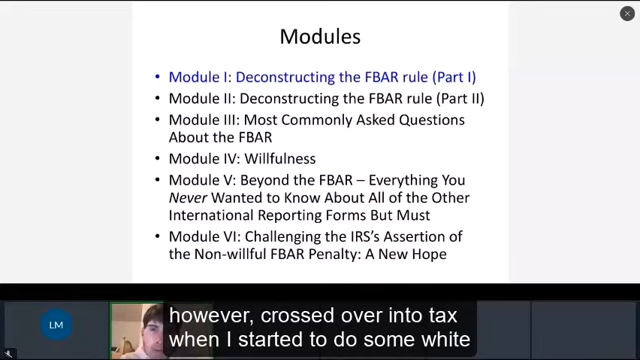 Modules
• Module I: Deconstructing the FBAR rule (Part I)
• Module II: Deconstructing the FBAR rule (Part II)
• Module III: Most Commonly Asked Questions
About the FBAR
• Module IV: Willfulness
• Module V: Beyond the FBAR – Everything You
Never Wanted to Know About All of the Other
International Reporting Forms But Must
• Module VI: Challenging the IRS's Assertion of
the Non-willful FBAR Penalty: A New Hope
LM
however, crossed over into tax
when I started to do some white